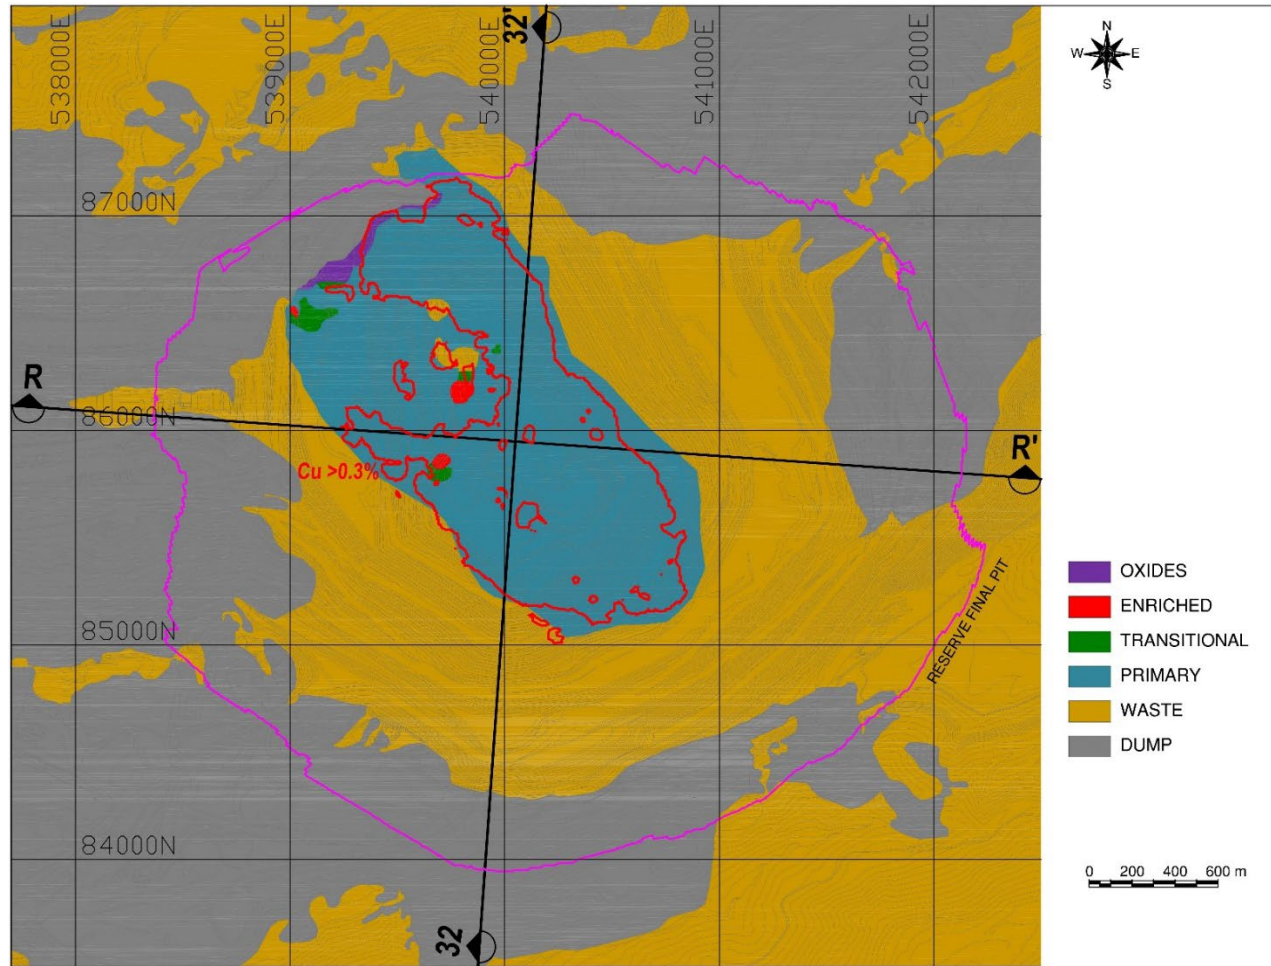 538000E
539000E
540000E
541000E
542000E
32'
N
W E
S
87000N
R
86000N
R'
Cu >0.3%
OXIDES
ENRICHED
TRANSITIONAL
PRIMARY
WASTE
DUMP
RESERVE FINAL PIT
85000N
84000N
0 200 400 600 m
32